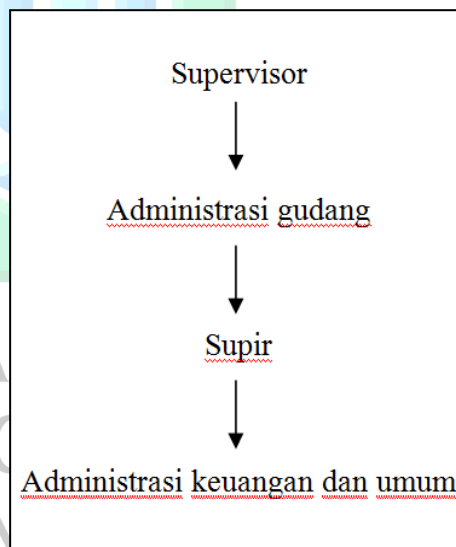 Supervisor
Administrasi gudang
Supir
Administrasi keuangan dan umum